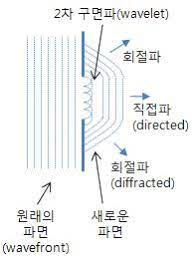 2차 구면파(wavelet)
회절파
직접파
(directed)
회절파
(diffracted)
원래의
파면
(wavefront)
새로운
파면